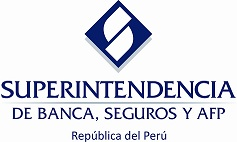 SUPERINTENDENCIA
DE BANCA, SEGUROS Y AFP
República del Perú